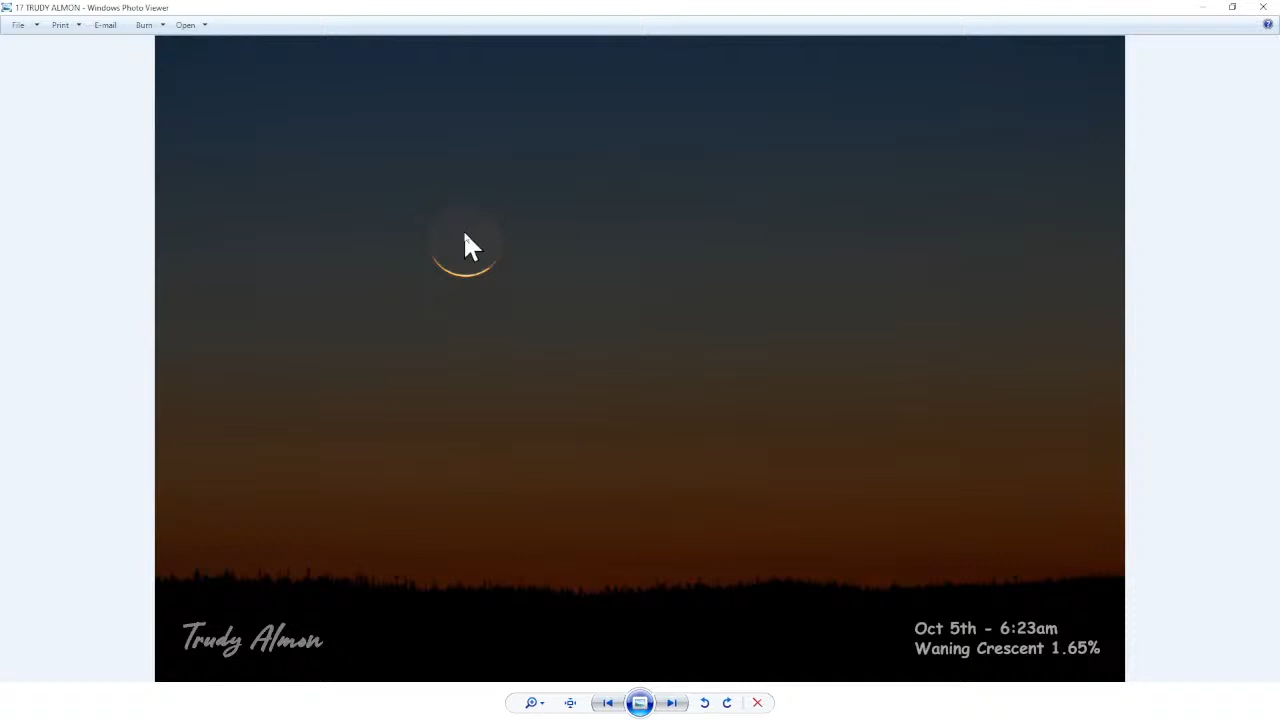 17 TRUDY ALMON - Windows Photo Viewer
File Print E-mail Burn Open
Trudy Almon
Oct 5th - 6:23am
Waning Crescent 1.65%